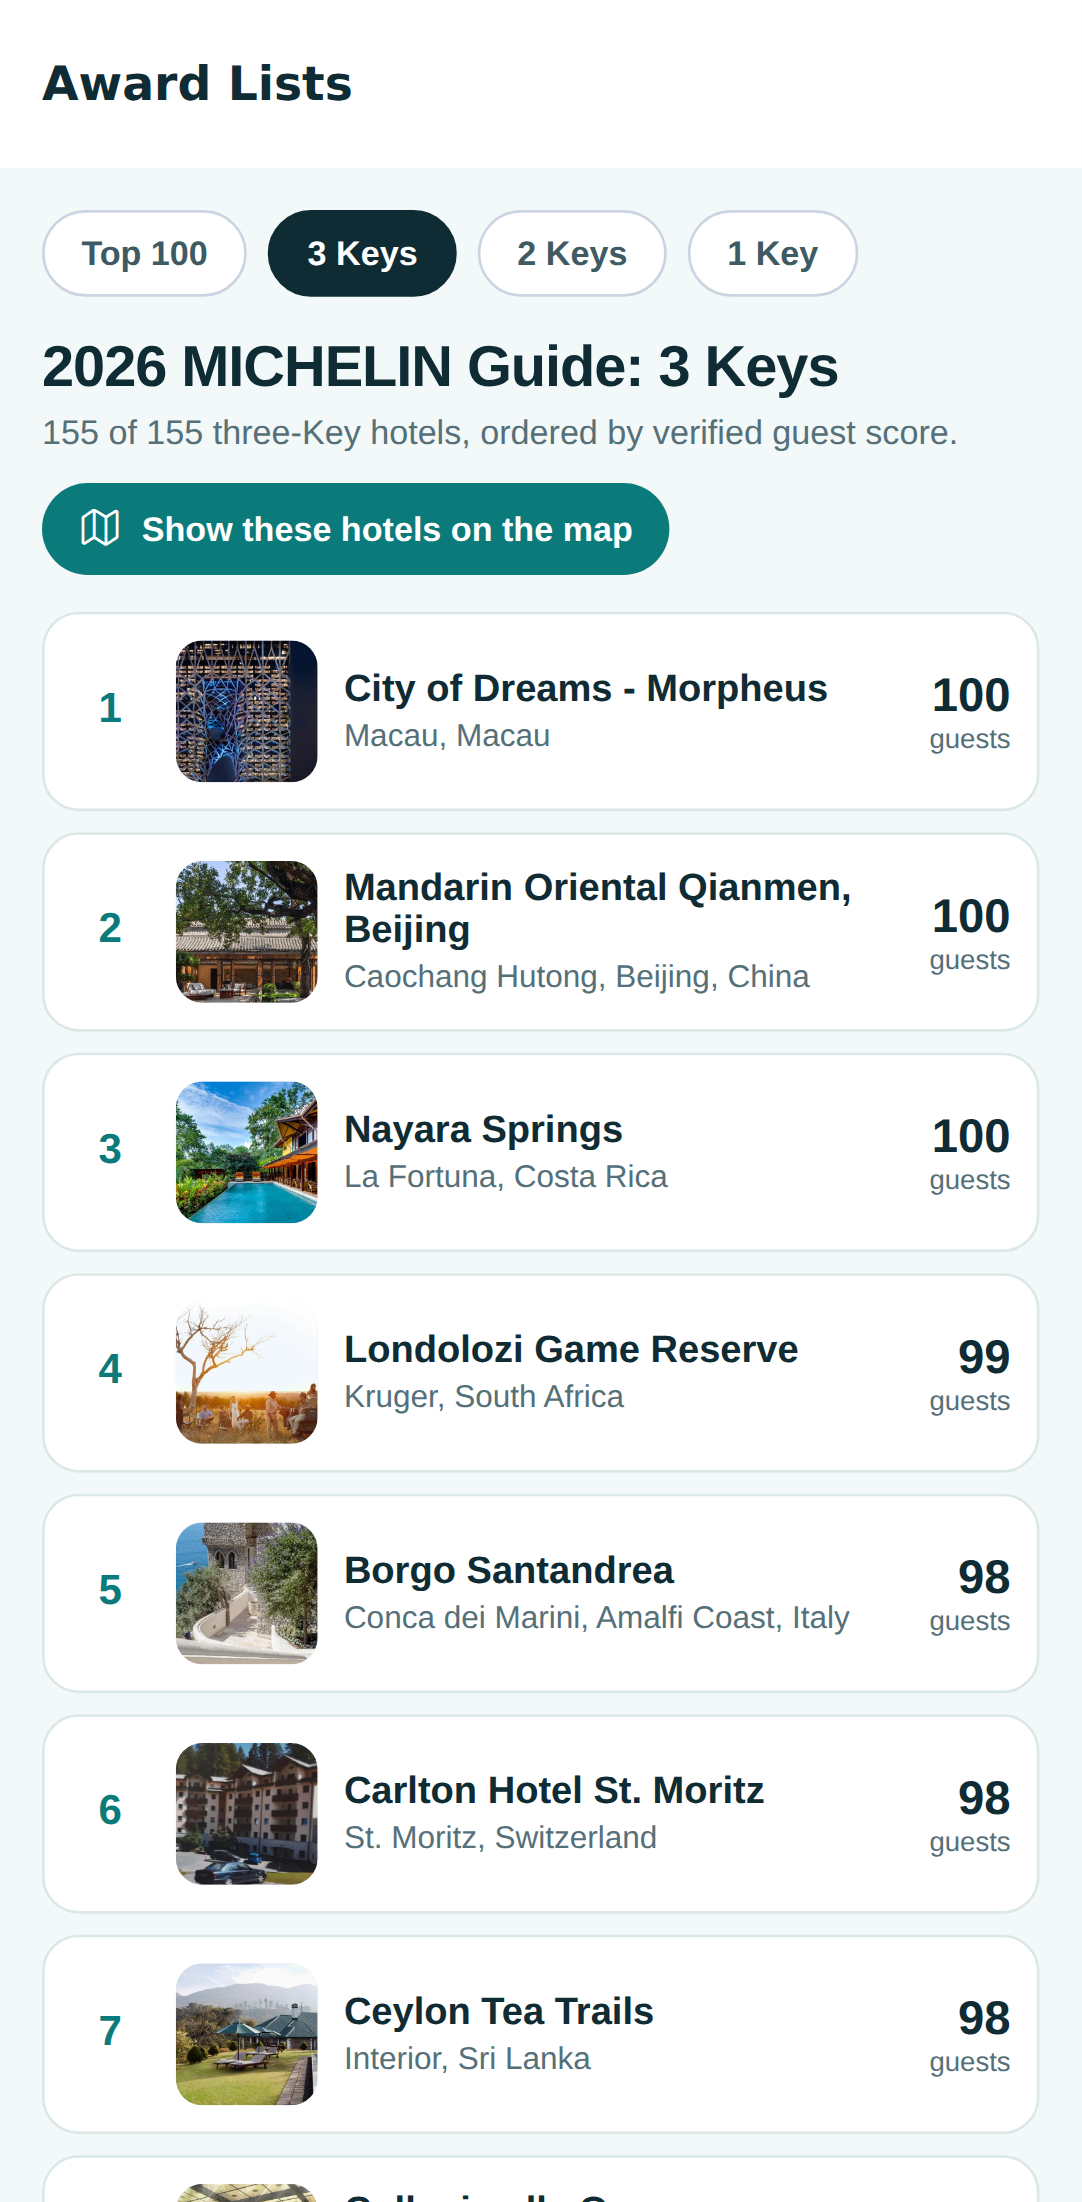 Award Lists
Top 100
3 Keys
2 Keys
1 Key
2026 MICHELIN Guide: 3 Keys
155 of 155 three-Key hotels, ordered by verified guest score.
Show these hotels on the map
1
City of Dreams - Morpheus
Macau, Macau
100
guests
2
Mandarin Oriental Qianmen,
Beijing
Caochang Hutong, Beijing, China
100
guests
3
Nayara Springs
La Fortuna, Costa Rica
100
guests
4
Londolozi Game Reserve
Kruger, South Africa
99
guests
5
Borgo Santandrea
Conca dei Marini, Amalfi Coast, Italy
98
guests
6
Carlton Hotel St. Moritz
St. Moritz, Switzerland
98
guests
7
Ceylon Tea Trails
Interior, Sri Lanka
98
guests